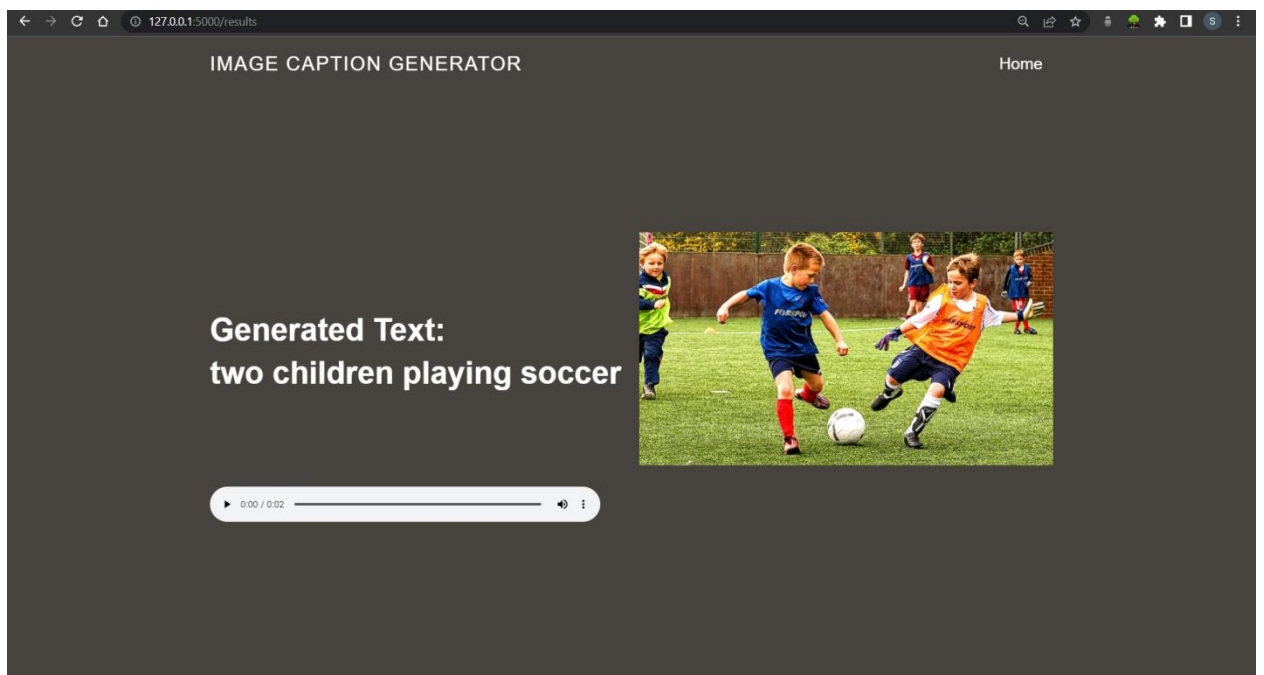 127.0.0.1:5000/results
S
IMAGE CAPTION GENERATOR
Home
Generated Text:
two children playing soccer
0:00 / 0:02